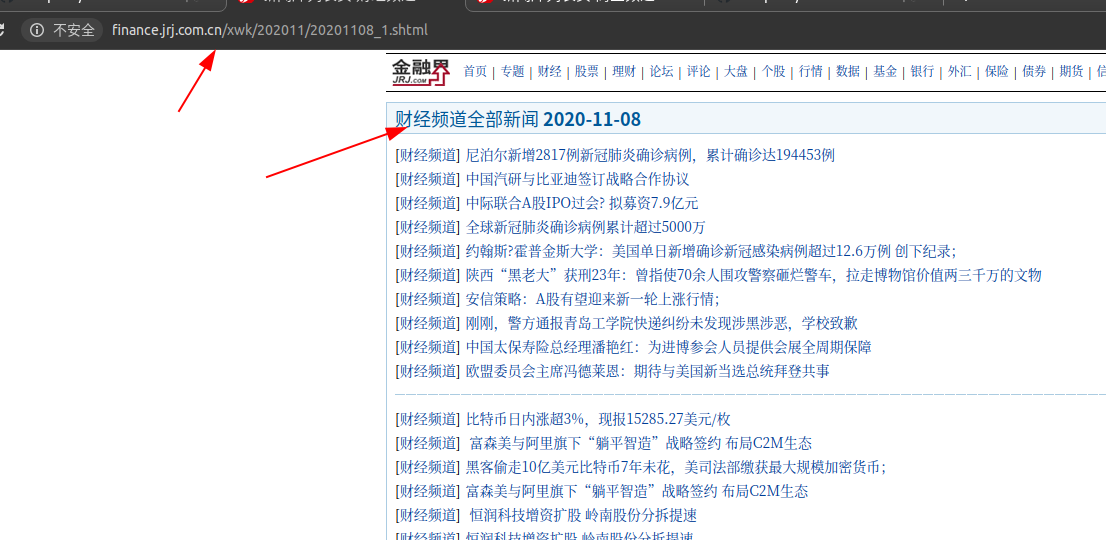 不安全 finance.jrj.com.cn/xwk/202011/20201108_1.shtml
金融界 JRJ.COM 首页 | 专题 | 财经 | 股票 | 理财 | 论坛 | 评论 | 大盘 | 个股 | 行情 | 数据 | 基金 | 银行 | 外汇 | 保险 | 债券 | 期货 |
财经频道全部新闻 2020-11-08
[财经频道] 尼泊尔新增2817例新冠肺炎确诊病例，累计确诊达194453例
[财经频道] 中国汽研与比亚迪签订战略合作协议
[财经频道] 中际联合A股IPO过会? 拟募资7.9亿元
[财经频道] 全球新冠肺炎确诊病例累计超过5000万
[财经频道] 约翰斯?霍普金斯大学：美国单日新增确诊新冠感染病例超过12.6万例 创下纪录；
[财经频道] 陕西“黑老大”获刑23年：曾指使70余人围攻警察砸烂警车，拉走博物馆价值两三千万的文物
[财经频道] 安信策略：A股有望迎来新一轮上涨行情；
[财经频道] 刚刚，警方通报青岛工学院快递纠纷未发现涉黑涉恶，学校致歉
[财经频道] 中国太保寿险总经理潘艳红：为进博参会人员提供会展全周期保障
[财经频道] 欧盟委员会主席冯德莱恩：期待与美国新当选总统拜登共事
[财经频道] 比特币日内涨超3%，现报15285.27美元/枚
[财经频道] 富森美与阿里旗下“躺平智造”战略签约 布局C2M生态
[财经频道] 黑客偷走10亿美元比特币7年未花，美司法部缴获最大规模加密货币；
[财经频道] 富森美与阿里旗下“躺平智造”战略签约 布局C2M生态
[财经频道] 恒润科技增资扩股 岭南股份分拆提速
[财经频道] 恒润科技增资扩股 岭南股份分拆提速